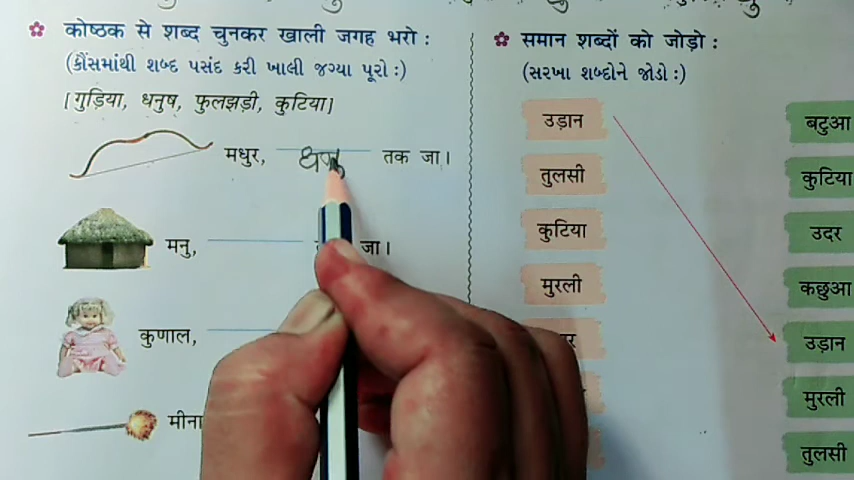 कोष्ठक से शब्द चुनकर खाली जगह भरो :
(કૌંસમાંથી શબ્દ પસંદ કરી ખાલી જગ્યા પૂરો :)
[गुड़िया, धनुष, फुलझड़ी, कुटिया]
मधुर, तक जा।
मनु, जा।
कुणाल,
मीना
समान शब्दों को जोड़ो :
(સરખા શબ્દોને જોડો :)
उड़ान बटुआ
तुलसी कुटिया
कुटिया उदर
मुरली कछुआ
उड़ान
मुरली
तुलसी